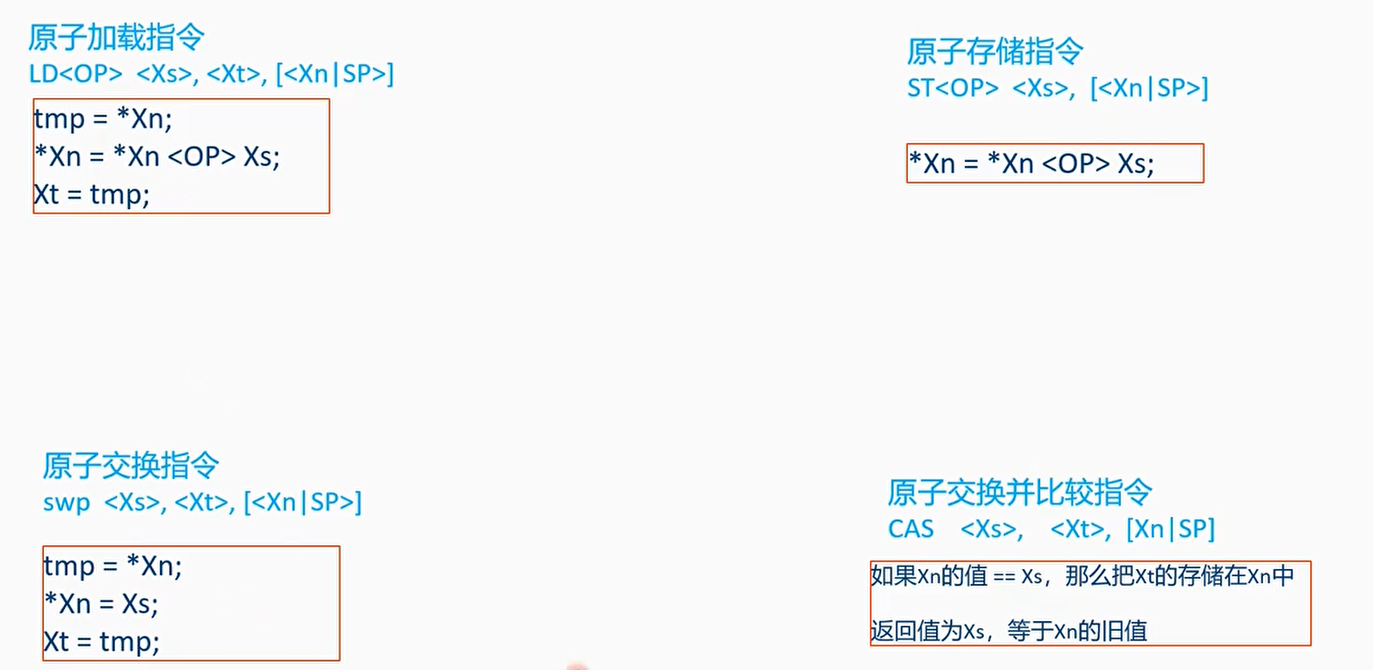 原子加载指令
LD<OP> <Xs>, <Xt>, [<Xn|SP>]
tmp = *Xn;
*Xn = *Xn <OP> Xs;
Xt = tmp;
原子存储指令
ST<OP> <Xs>, [<Xn|SP>]
*Xn = *Xn <OP> Xs;
原子交换指令
swp <Xs>, <Xt>, [<Xn|SP>]
tmp = *Xn;
*Xn = Xs;
Xt = tmp;
原子交换并比较指令
CAS <Xs>, <Xt>, [Xn|SP]
如果Xn的值 == Xs，那么把Xt的存储在Xn中
返回值为Xs，等于Xn的旧值